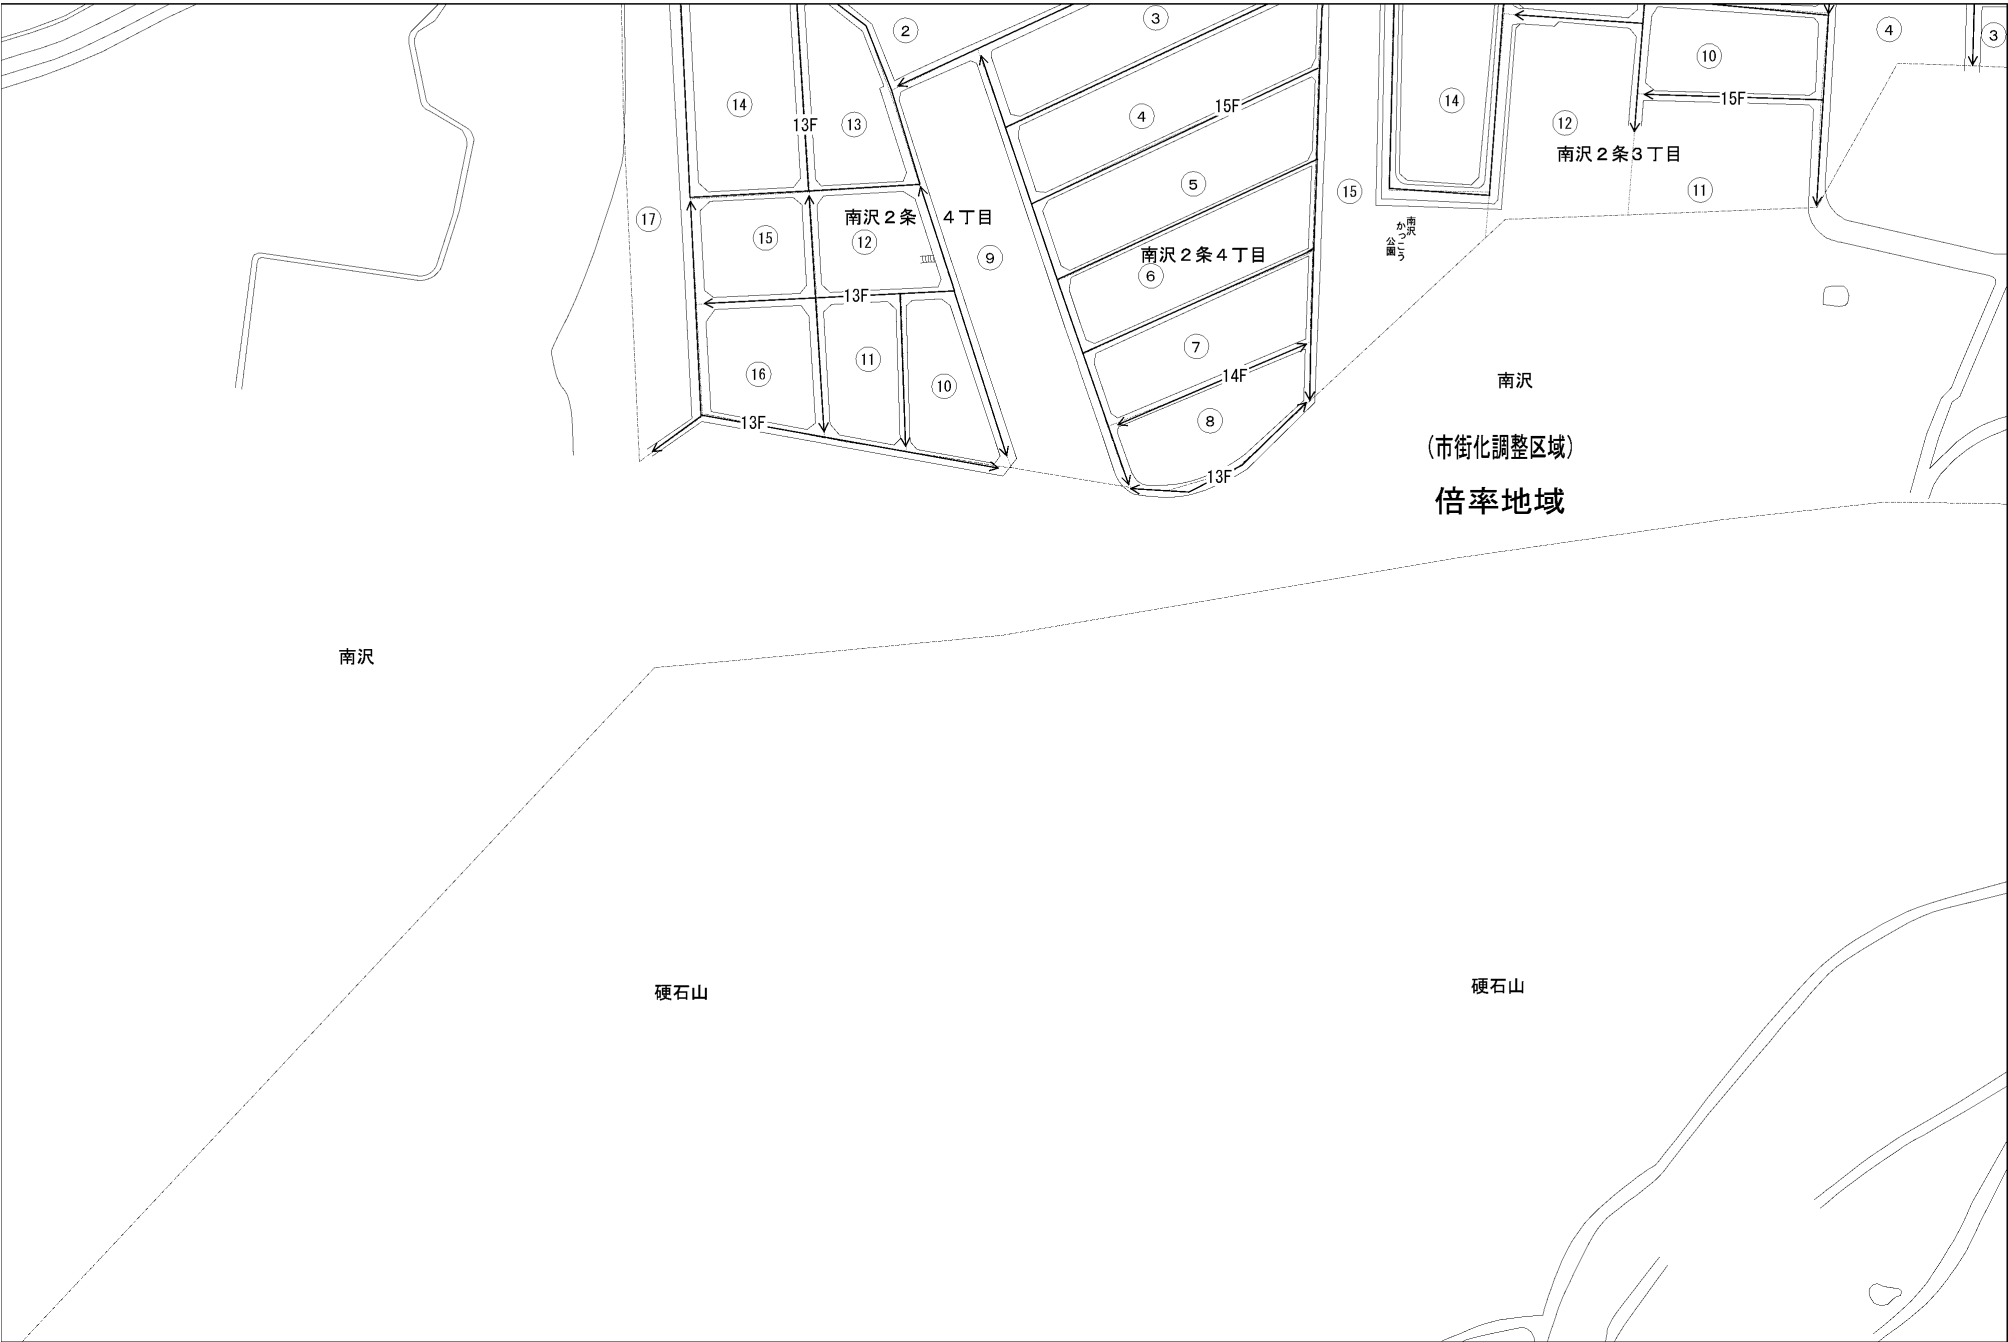 ②
③
④
③
⑩
⑭
13F
⑬
15F
④
⑭
15F
⑫
南沢2条3丁目
⑤
⑮
⑪
⑰
南沢2条 4丁目
⑮
⑫
⑨
南沢
かっこう
公園
南沢2条4丁目
⑥
13F
⑦
⑪
⑯
⑩
14F
南沢
⑧
13F
(市街化調整区域)
13F
倍率地域
南沢
硬石山
硬石山